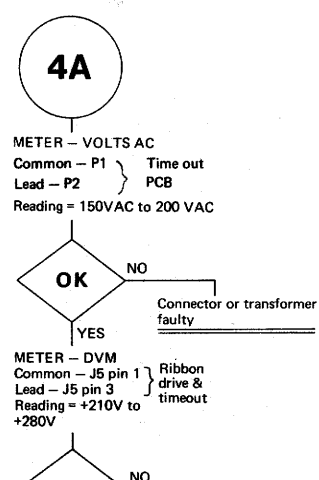 4A
METER – VOLTS AC
Common – P1 } Time out
Lead – P2 } PCB
Reading = 150VAC to 200 VAC
OK
NO
Connector or transformer
faulty
YES
METER – DVM
Common – J5 pin 1 } Ribbon
Lead – J5 pin 3 drive &
timeout
Reading = +210V to
+280V
NO